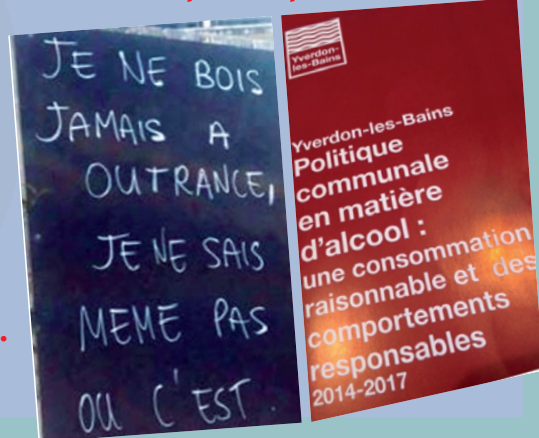 JE NE BOIS
JAMAIS A
OUTRANCE,
JE NE SAIS
MEME PAS
OU C'EST.
Yverdon-
les-Bains
Yverdon-les-Bains
Politique
communale
en matière
d'alcool :
une consommation
raisonnable et des
comportements
responsables
2014-2017